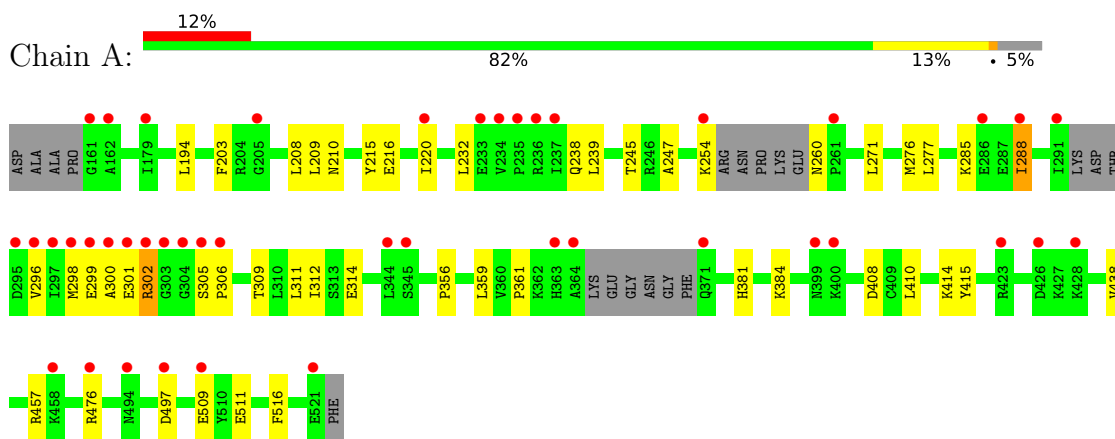 12%
Chain A:
82% 13% • 5%
ASP ALA ALA PRO G161 A162 I179 L194 F203 R204 G205 L208 L209 N210 Y215 E216 I220 L232 E233 V234 P235 R236 I237 Q238 L239 T245 R246 A247 K254 ARG ASN PRO LYS GLU N260 P261 L271 M276 L277 K285 E286 E287 I288 I291 LYS ASP THR
D295 V296 I297 M298 E299 A300 E301 R302 G303 G304 S305 P306 T309 L310 L311 I312 S313 E314 L344 S345 P356 L359 V360 P361 K362 H363 A364 LYS GLU GLY ASN GLY PHE Q371 H381 K384 N399 K400 D408 C409 L410 K414 Y415 R423 D426 K427 K428
R457 K458 R476 N494 D497 E509 Y510 E511 F516 E521 PHE